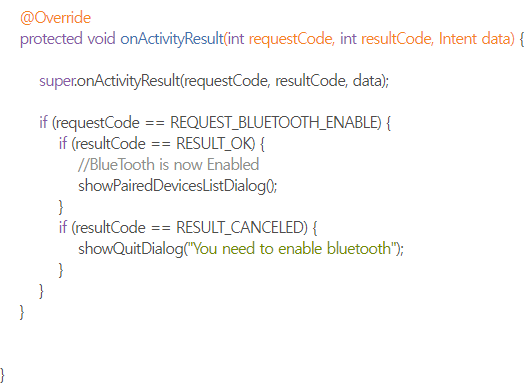 @Override
protected void onActivityResult(int requestCode, int resultCode, Intent data) {
super.onActivityResult(requestCode, resultCode, data);
if (requestCode == REQUEST_BLUETOOTH_ENABLE) {
if (resultCode == RESULT_OK) {
//BlueTooth is now Enabled
showPairedDevicesListDialog();
}
if (resultCode == RESULT_CANCELED) {
showQuitDialog("You need to enable bluetooth");
}
}
}
}